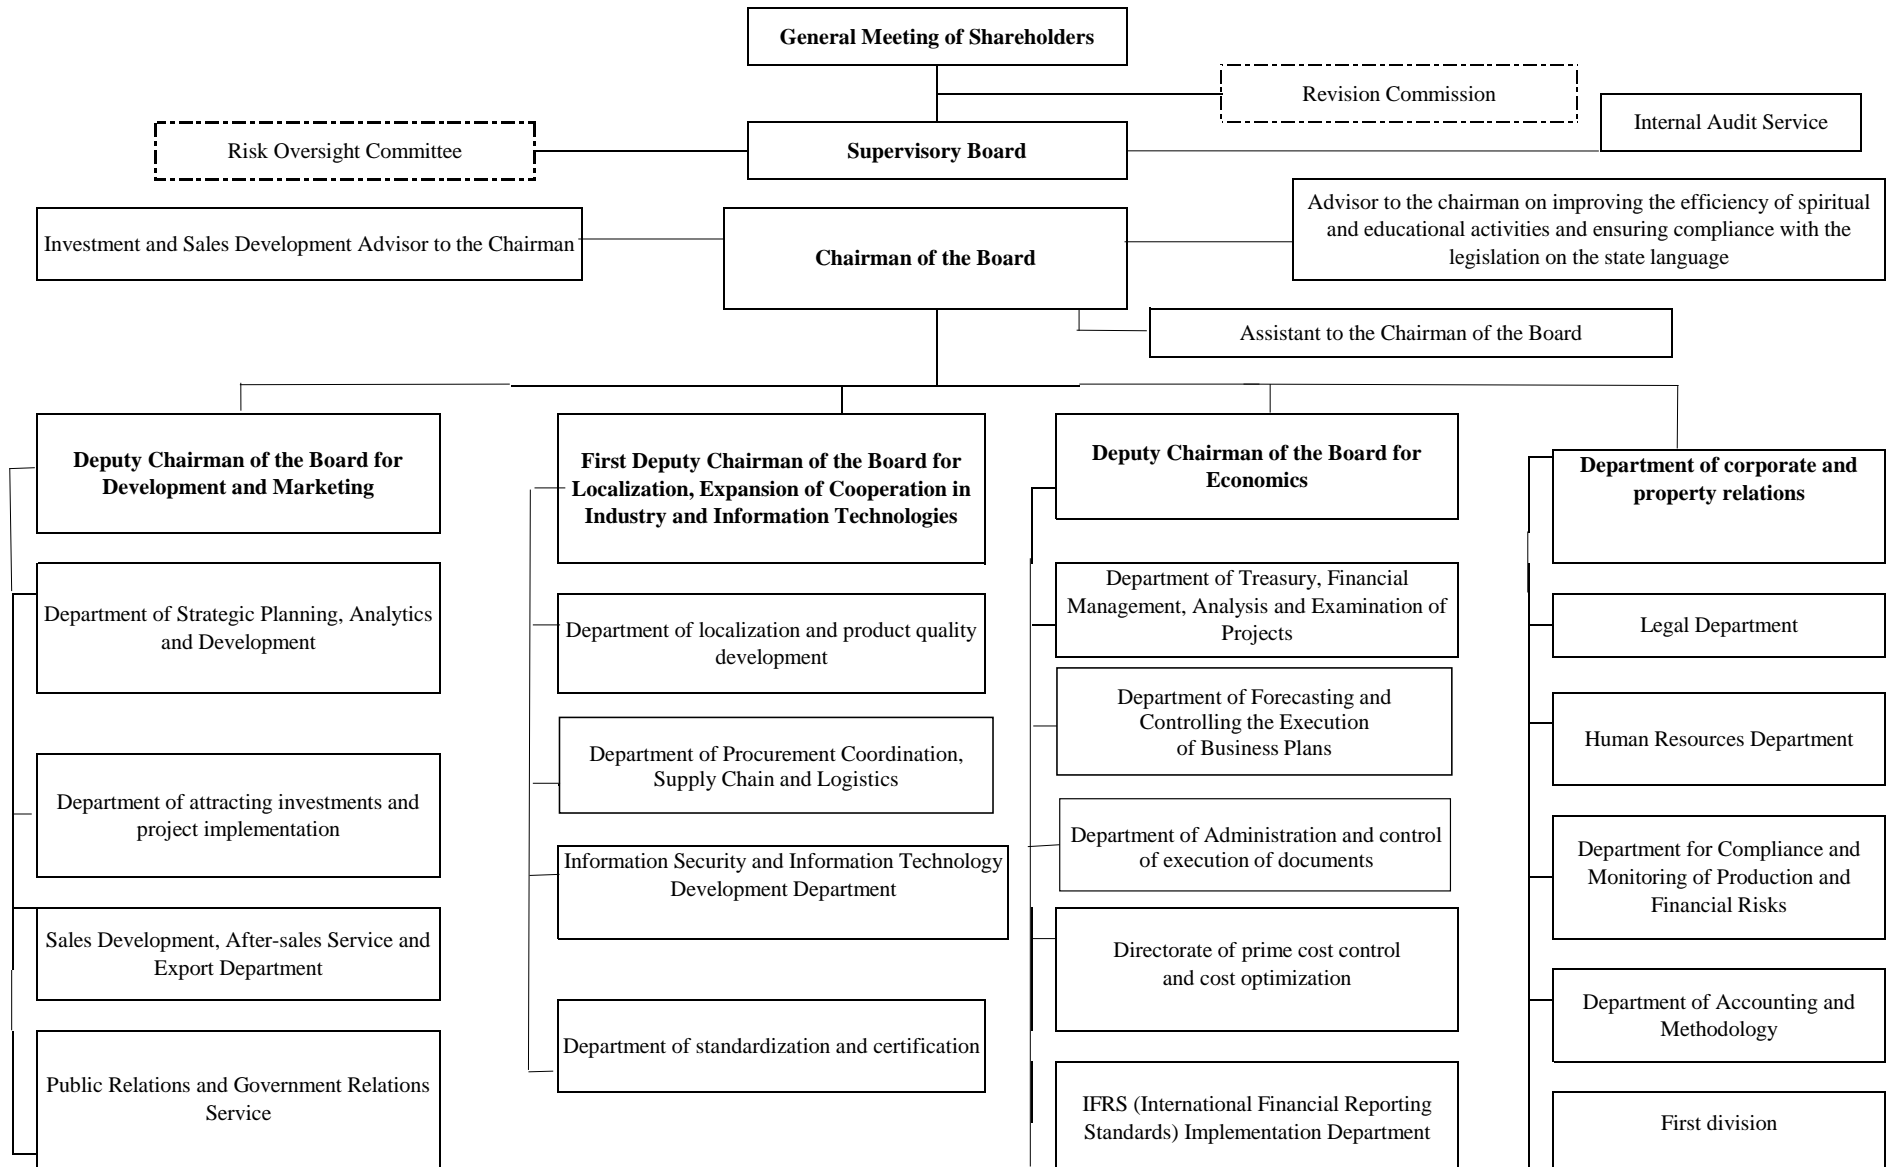 General Meeting of Shareholders
Revision Commission
Internal Audit Service
Risk Oversight Committee
Supervisory Board
Investment and Sales Development Advisor to the Chairman
Chairman of the Board
Advisor to the chairman on improving the efficiency of spiritual
and educational activities and ensuring compliance with the
legislation on the state language
Assistant to the Chairman of the Board
Deputy Chairman of the Board for
Development and Marketing
Department of Strategic Planning, Analytics
and Development
Department of attracting investments and
project implementation
Sales Development, After-sales Service and
Export Department
Public Relations and Government Relations
Service
First Deputy Chairman of the Board for
Localization, Expansion of Cooperation in
Industry and Information Technologies
Department of localization and product quality
development
Department of Procurement Coordination,
Supply Chain and Logistics
Information Security and Information Technology
Development Department
Department of standardization and certification
Deputy Chairman of the Board for
Economics
Department of Treasury, Financial
Management, Analysis and Examination of
Projects
Department of Forecasting and
Controlling the Execution
of Business Plans
Department of Administration and control
of execution of documents
Directorate of prime cost control
and cost optimization
IFRS (International Financial Reporting
Standards) Implementation Department
Department of corporate and
property relations
Legal Department
Human Resources Department
Department for Compliance and
Monitoring of Production and
Financial Risks
Department of Accounting and
Methodology
First division